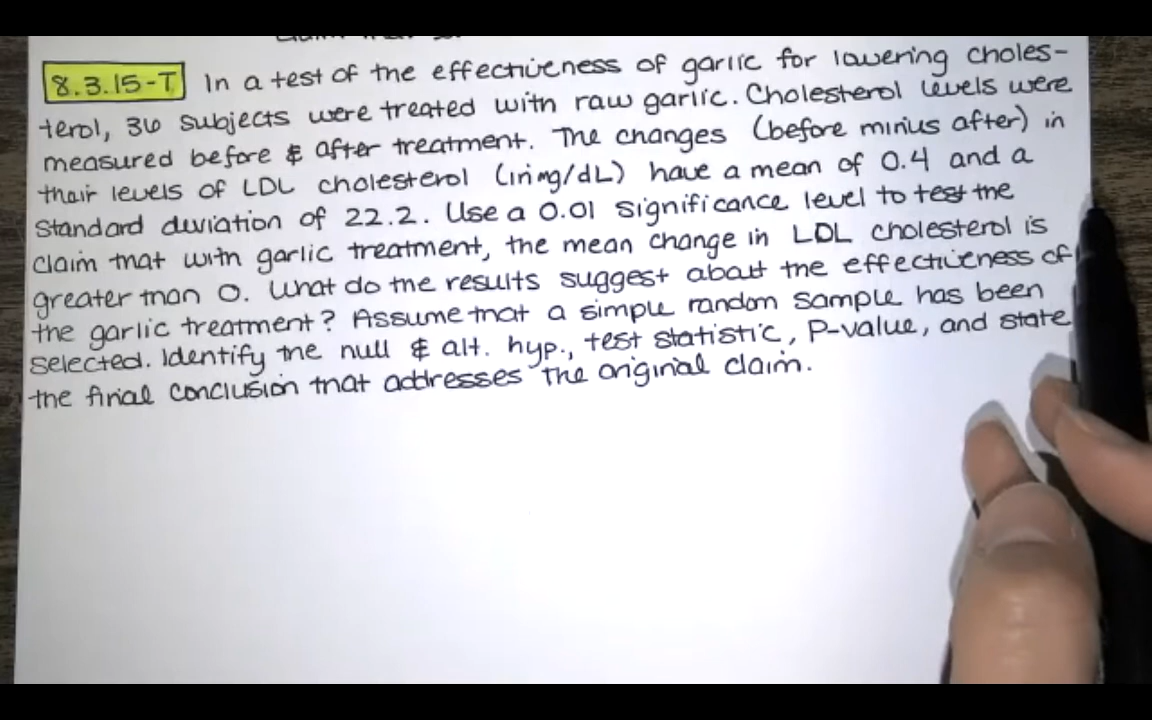 8.3.15-T In a test of the effectiveness of garlic for lowering choles-
terol, 36 subjects were treated with raw garlic. Cholesterol levels were
measured before & after treatment. The changes (before minus after) in
their levels of LDL cholesterol (in mg/dL) have a mean of 0.4 and a
standard deviation of 22.2. Use a 0.01 significance level to test the
claim that with garlic treatment, the mean change in LDL cholesterol is
greater than 0. What do the results suggest about the effectiveness of
the garlic treatment? Assume that a simple random sample has been
selected. Identify the null & alt. hyp., test statistic, P-value, and state
the final conclusion that addresses the original claim.